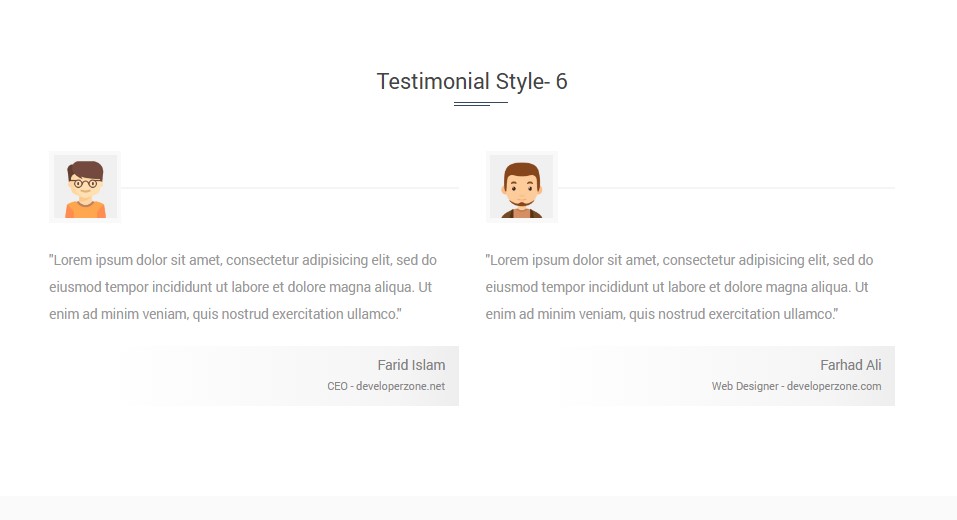 Testimonial Style- 6
"Lorem ipsum dolor sit amet, consectetur adipisicing elit, sed do
eiusmod tempor incididunt ut labore et dolore magna aliqua. Ut
enim ad minim veniam, quis nostrud exercitation ullamco."
Farid Islam
CEO - developerzone.net
"Lorem ipsum dolor sit amet, consectetur adipisicing elit, sed do
eiusmod tempor incididunt ut labore et dolore magna aliqua. Ut
enim ad minim veniam, quis nostrud exercitation ullamco."
Farhad Ali
Web Designer - developerzone.com